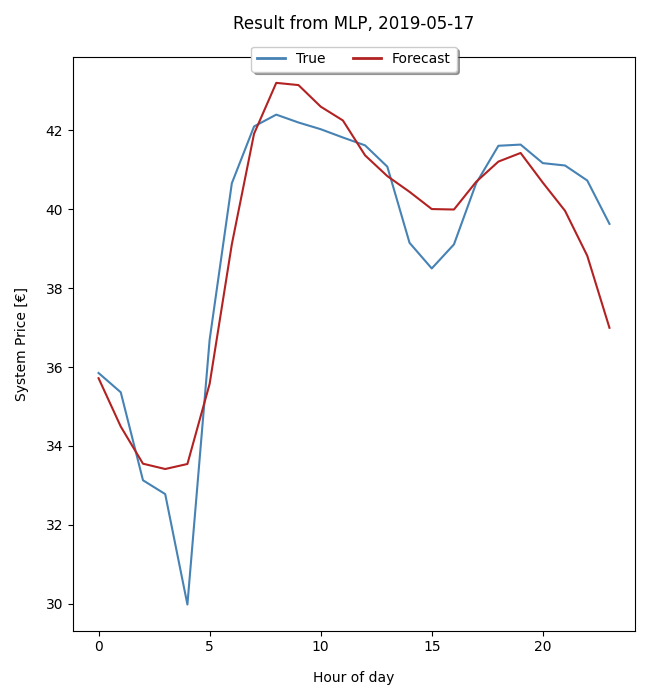 Result from MLP, 2019-05-17
True Forecast
42
40
38
36
34
32
30
System Price [€]
0 5 10 15 20
Hour of day